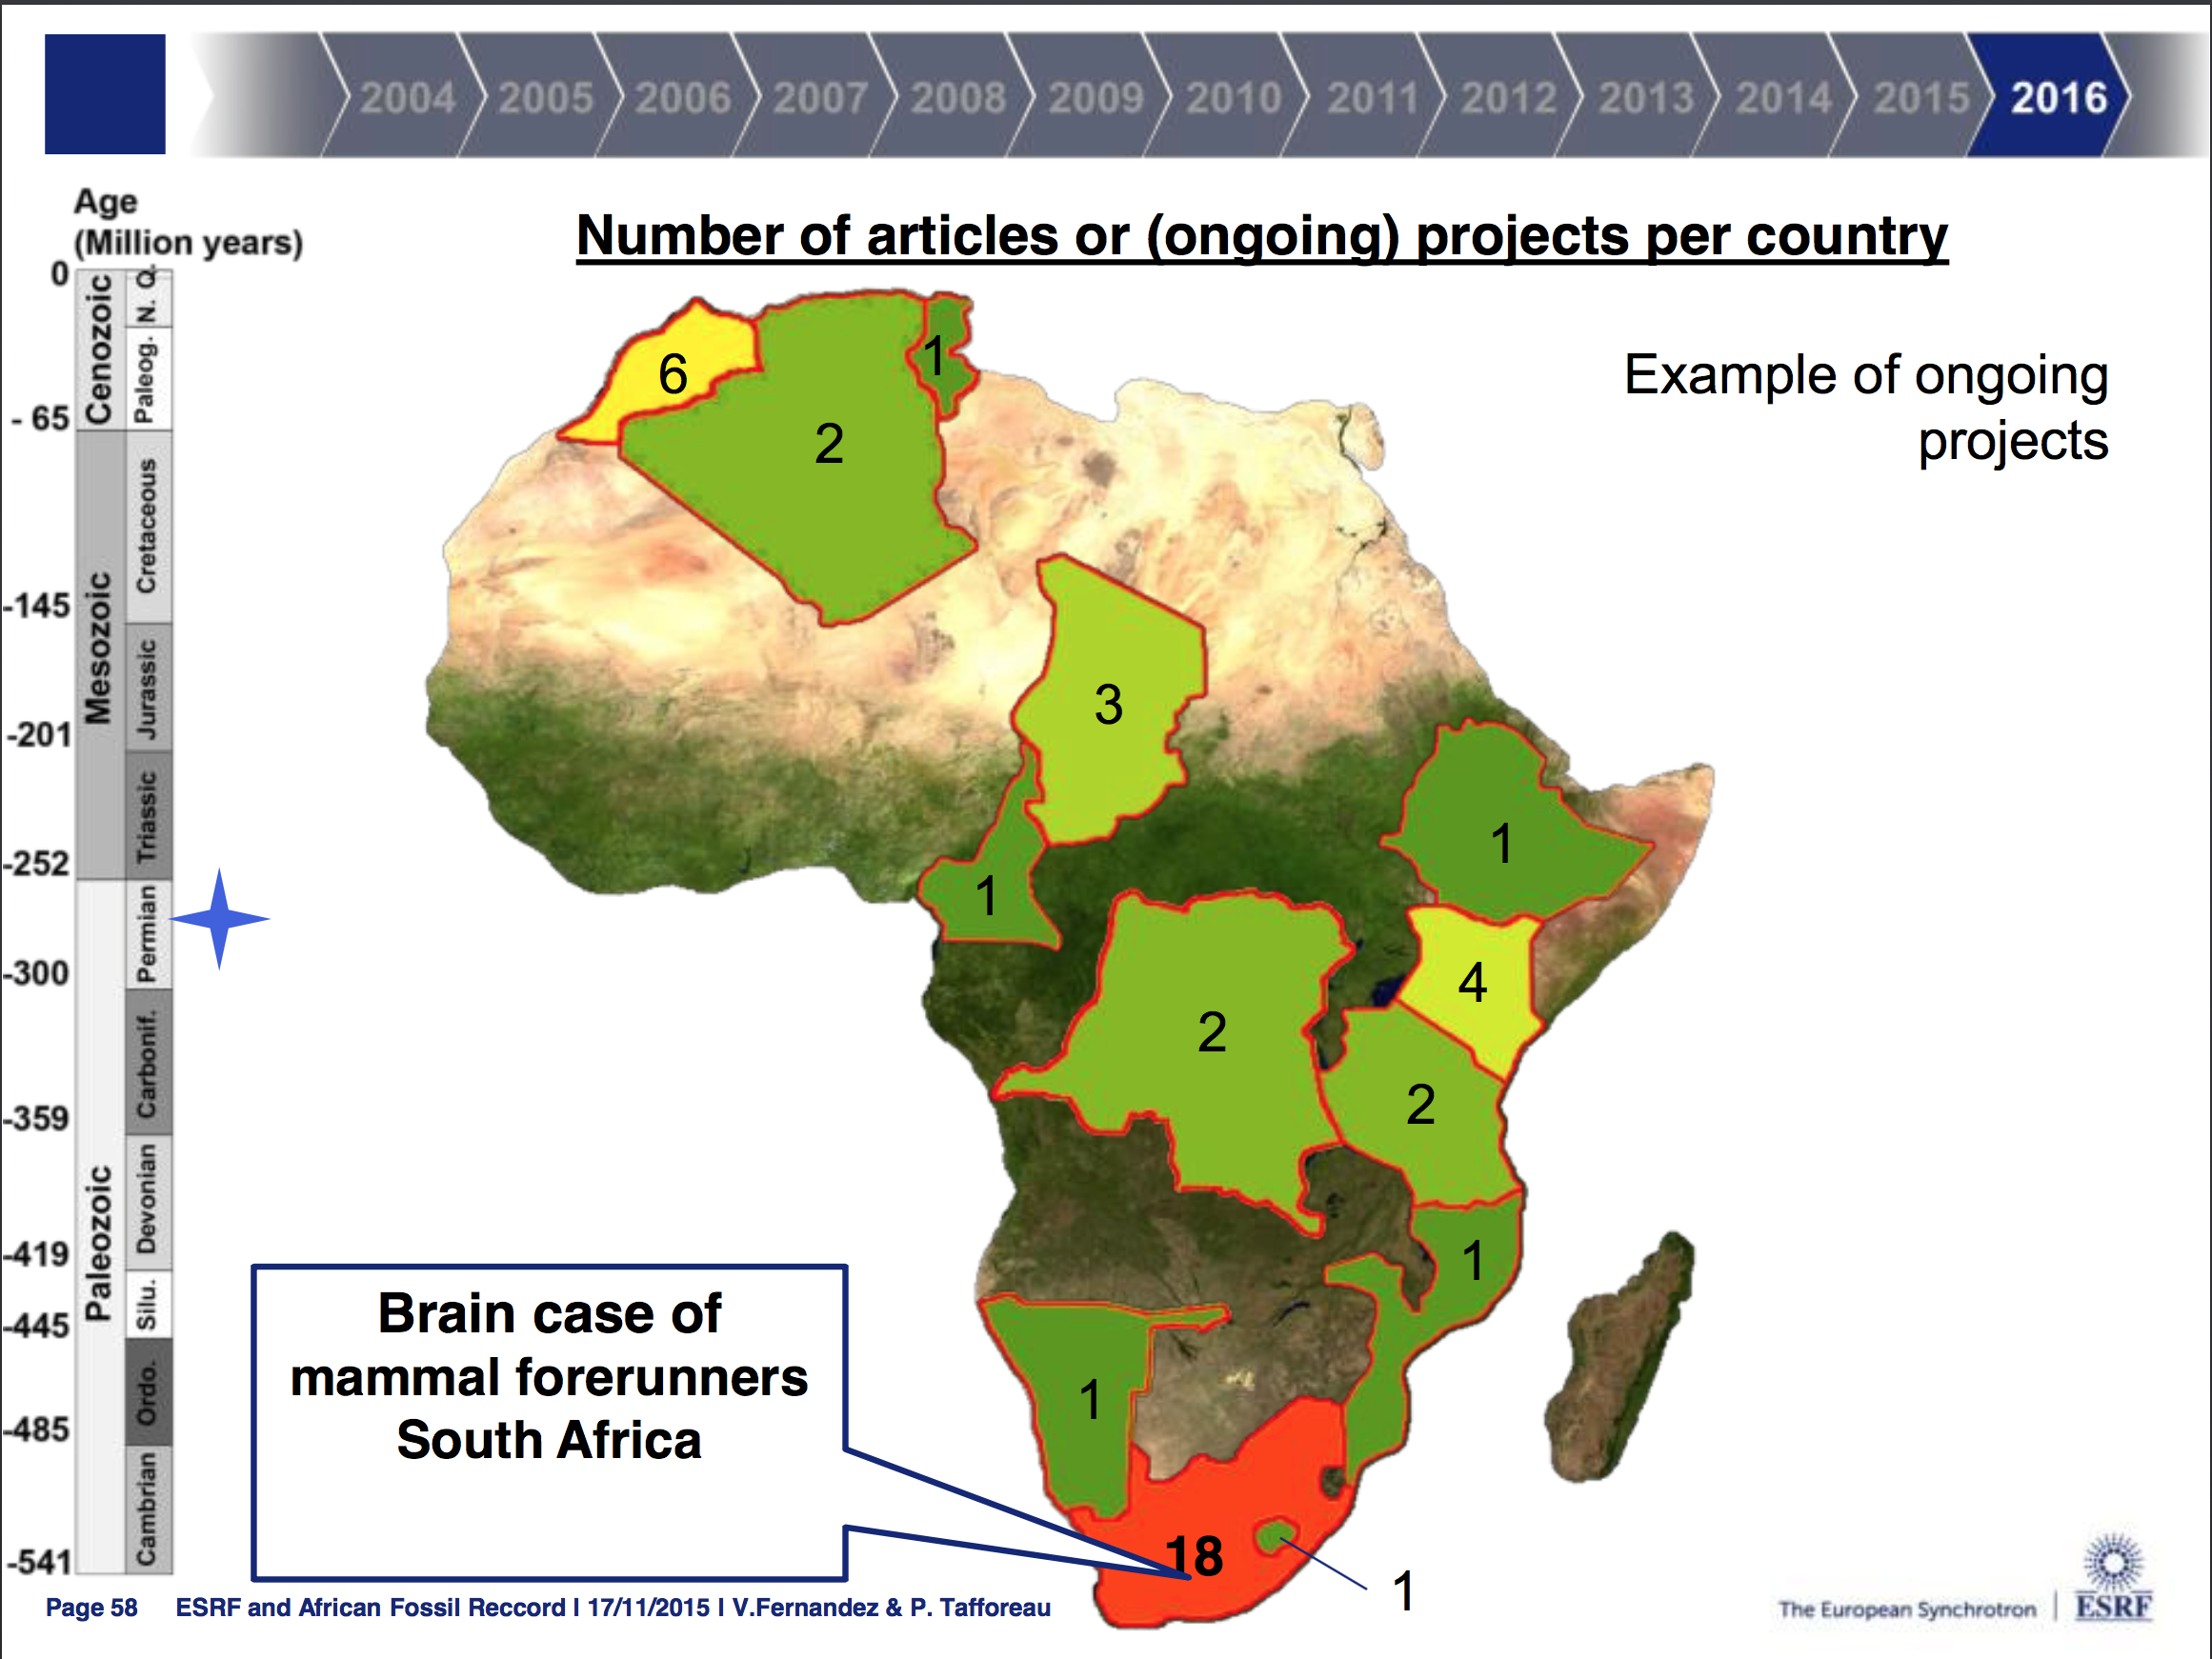 2004 2005 2006 2007 2008 2009 2010 2011 2012 2013 2014 2015 2016
Age
(Million years)
Number of articles or (ongoing) projects per country
Example of ongoing
projects
0
- 65
-145
-201
-252
-300
-359
-419
-445
-485
-541
Cenozoic
Mesozoic
Paleozoic
Q.
N.
Paleog.
Cretaceous
Jurassic
Triassic
Permian
Carbonif.
Devonian
Silu.
Ordo.
Cambrian
6
2
1
3
1
1
4
2
2
1
1
18
1
Brain case of
mammal forerunners
South Africa
Page 58 ESRF and African Fossil Reccord l 17/11/2015 l V.Fernandez & P. Tafforeau
The European Synchrotron | ESRF